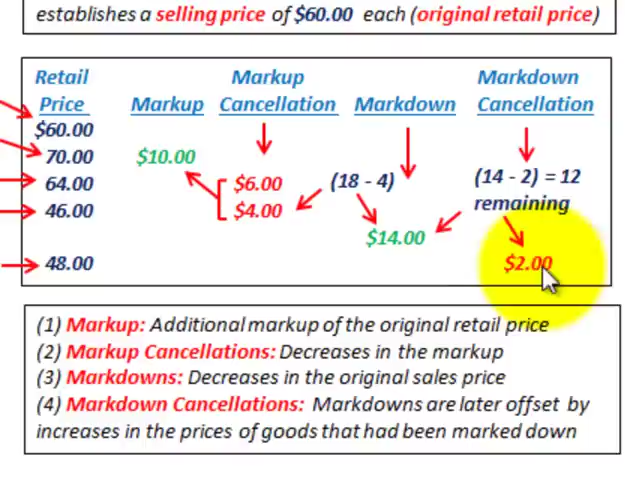 establishes a selling price of $60.00 each (original retail price)
Retail Markup Markdown
Price Markup Cancellation Markdown Cancellation
$60.00
70.00 $10.00
64.00 $6.00 (18 - 4) (14 - 2) = 12
46.00 $4.00 remaining
$14.00
48.00 $2.00
(1) Markup: Additional markup of the original retail price
(2) Markup Cancellations: Decreases in the markup
(3) Markdowns: Decreases in the original sales price
(4) Markdown Cancellations: Markdowns are later offset by
increases in the prices of goods that had been marked down